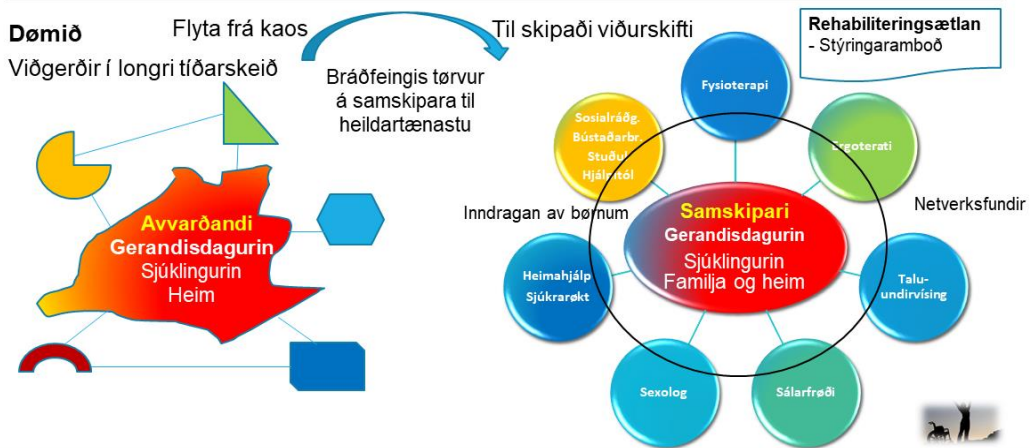 Dømið
Viðgerðir í longri tíðarskeið
Flyta frá kaos
Bráðfeingis tørvur
á samskipara til
heildartænastu
Til skipaði viðurskifti
Rehabiliteringsætlan
- Stýringaramboð
Avvarðandi
Gerandisdagurin
Sjúklingurin
Heim
Fysioterapi
Sosialráðg.
Bústaðarbr.
Stuðul
Hjálpitól
Ergoterati
Inndragan av børnum
Samskipari
Gerandisdagurin
Sjúklingurin
Familja og heim
Netverksfundir
Heimahjálp
Sjúkrarøkt
Talu-
undirvísing
Sexolog
Sálarfrøði